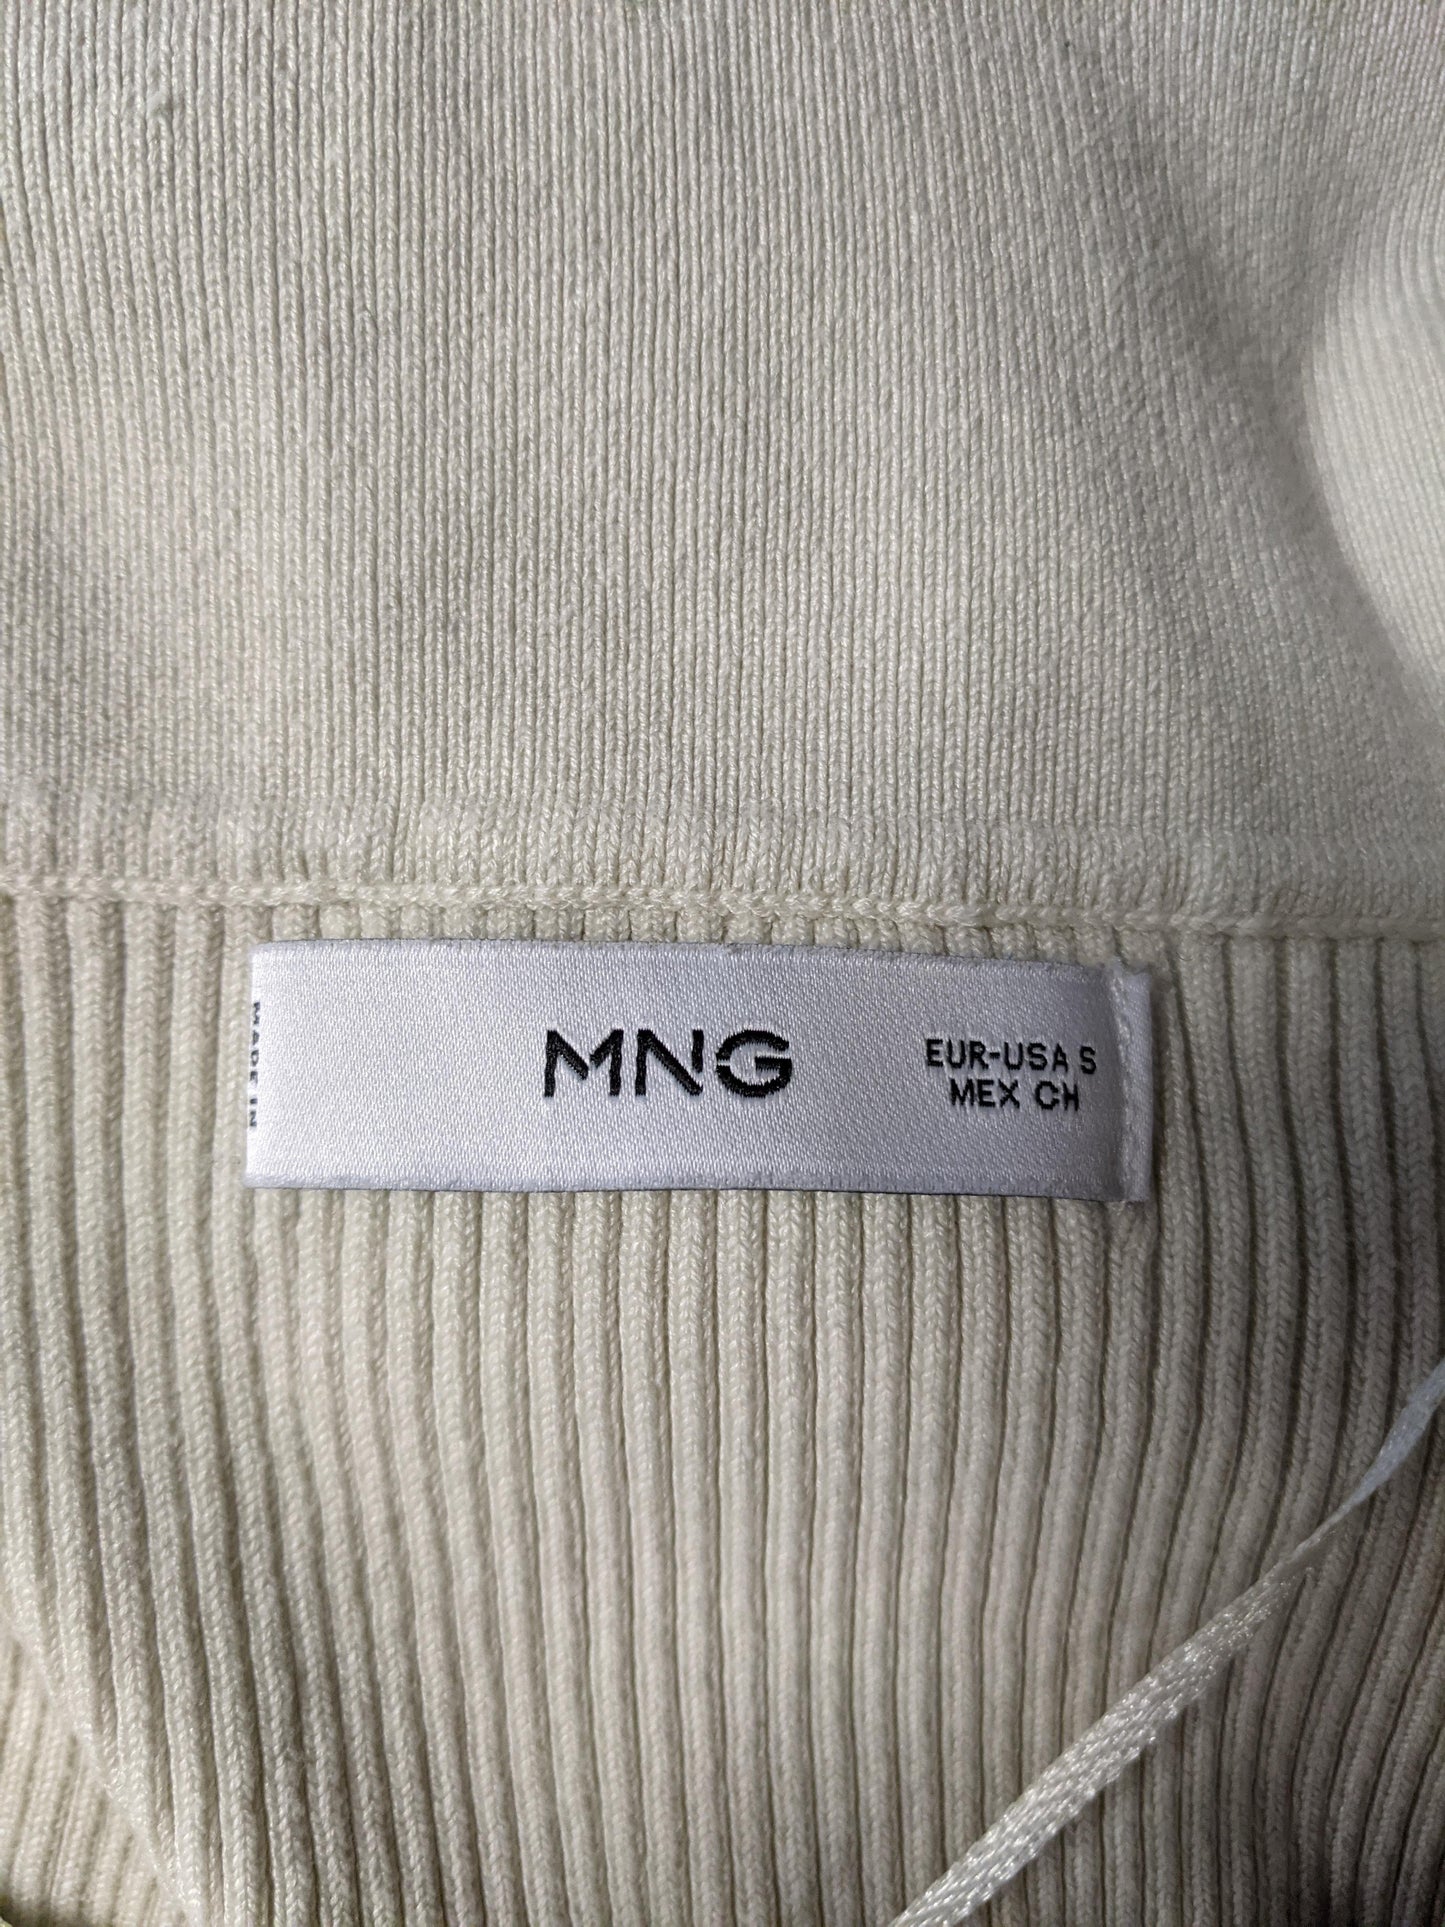 MADE IN
MNG
EUR-USA S
MEX CH